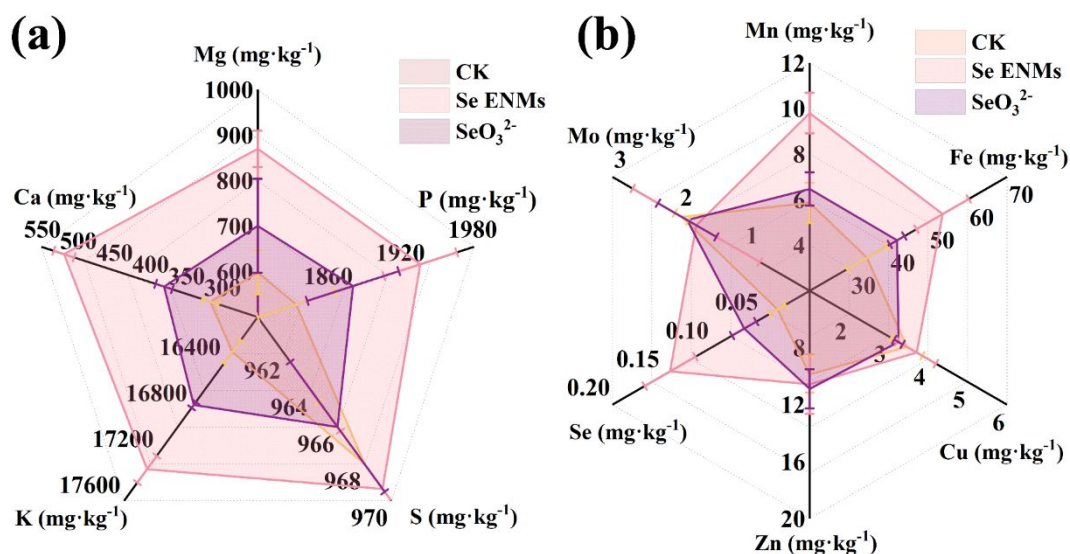 (a)
Mg (mg·kg⁻¹)
CK
Se ENMs
SeO₃²⁻
1000
900
800
700
600
P (mg·kg⁻¹)
1980
1920
1860
Ca (mg·kg⁻¹)
550
500
450
400
350
300
16400
16800
17200
17600
K (mg·kg⁻¹)
962
964
966
968
970
S (mg·kg⁻¹)
(b)
Mn (mg·kg⁻¹)
CK
Se ENMs
SeO₃²⁻
12
10
8
6
4
Mo (mg·kg⁻¹)
3
2
1
Fe (mg·kg⁻¹)
70
60
50
40
30
0.05
0.10
0.15
0.20
Se (mg·kg⁻¹)
2
3
4
5
6
Cu (mg·kg⁻¹)
8
12
16
20
Zn (mg·kg⁻¹)